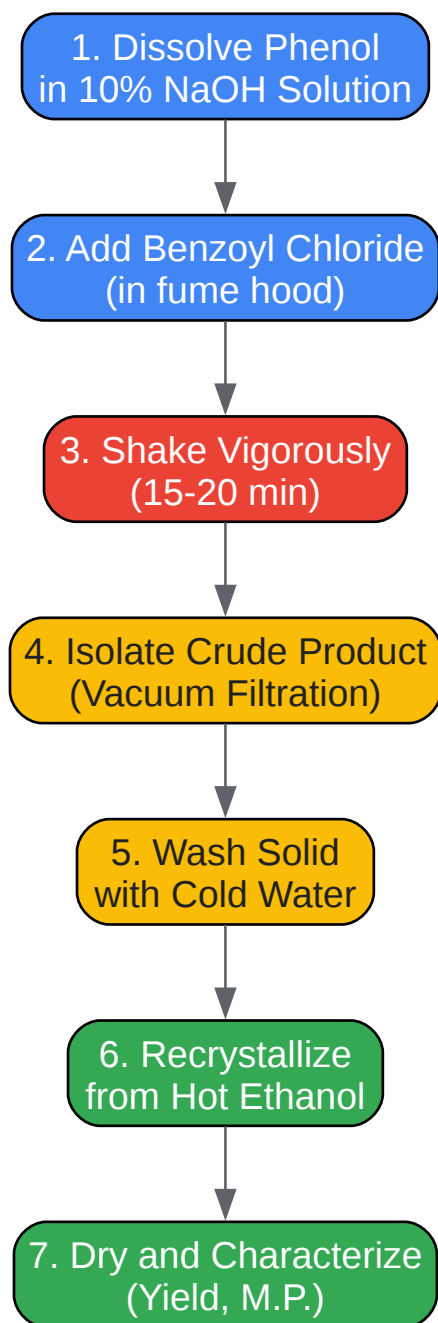 1. Dissolve Phenol
in 10% NaOH Solution
2. Add Benzoyl Chloride
(in fume hood)
3. Shake Vigorously
(15-20 min)
4. Isolate Crude Product
(Vacuum Filtration)
5. Wash Solid
with Cold Water
6. Recrystallize
from Hot Ethanol
7. Dry and Characterize
(Yield, M.P.)